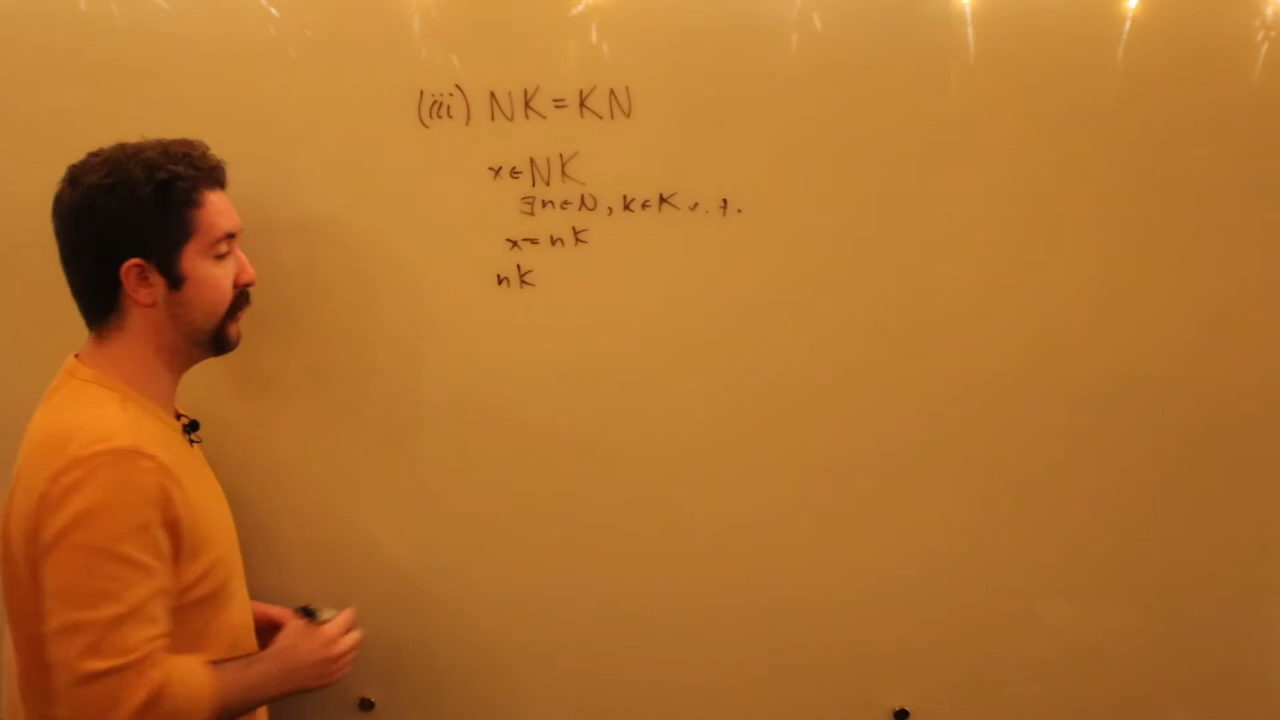 (iii) NK=KN
x∈NK
∃n∈N, k∈K s.t.
x=nk
nk